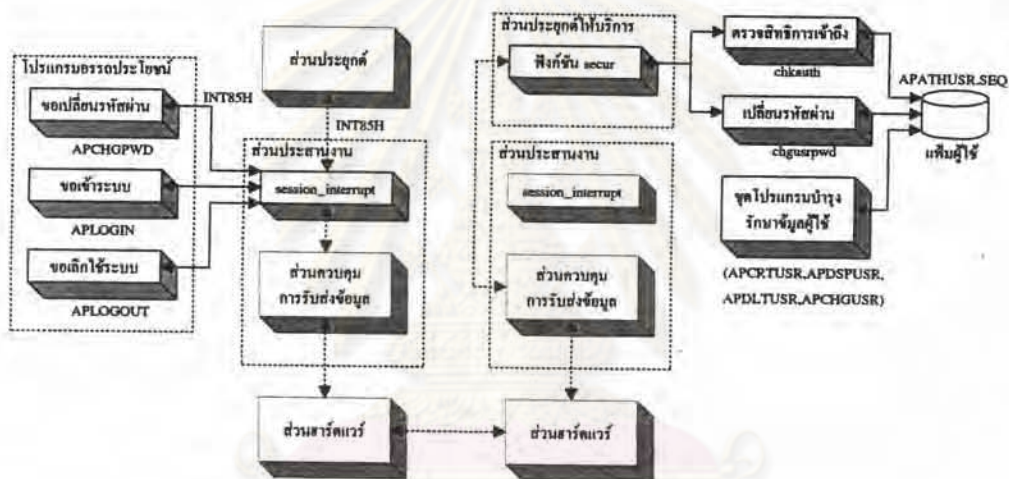 โปรแกรมอรรถประโยชน์
ขอเปลี่ยนรหัสผ่าน
APCHGPWD
ขอเข้าระบบ
APLOGIN
ขอเลิกใช้ระบบ
APLOGOUT
INT85H
ส่วนประยุกต์
INT85H
ส่วนประสานงาน
session_interrupt
ส่วนควบคุม
การรับส่งข้อมูล
ส่วนฮาร์ดแวร์
ส่วนประยุกต์ให้บริการ
ฟังก์ชัน secur
ส่วนประสานงาน
session_interrupt
ส่วนควบคุม
การรับส่งข้อมูล
ส่วนฮาร์ดแวร์
ตรวจสิทธิการเข้าถึง
chkauth
เปลี่ยนรหัสผ่าน
chgusrpwd
ชุดโปรแกรมบำรุง
รักษาข้มูลผู้ใช้
(APCRTUSR,APDSPUSR,
APDLTUSR,APCHGUSR)
APATHUSR.SEQ
แฟ้มผู้ใช้